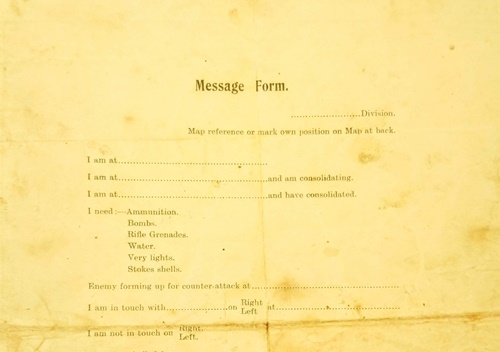 Message Form.
........................Division.
Map reference or mark own position on Map at back.
I am at......................................................
I am at......................................................and am consolidating.
I am at......................................................and have consolidated.
I need :—Ammunition.
Bombs.
Rifle Grenades.
Water.
Very lights.
Stokes shells.
Enemy forming up for counter-attack at......................................................
I am in touch with......................on Right Left at.............................................
I am not in touch on Right. Left.